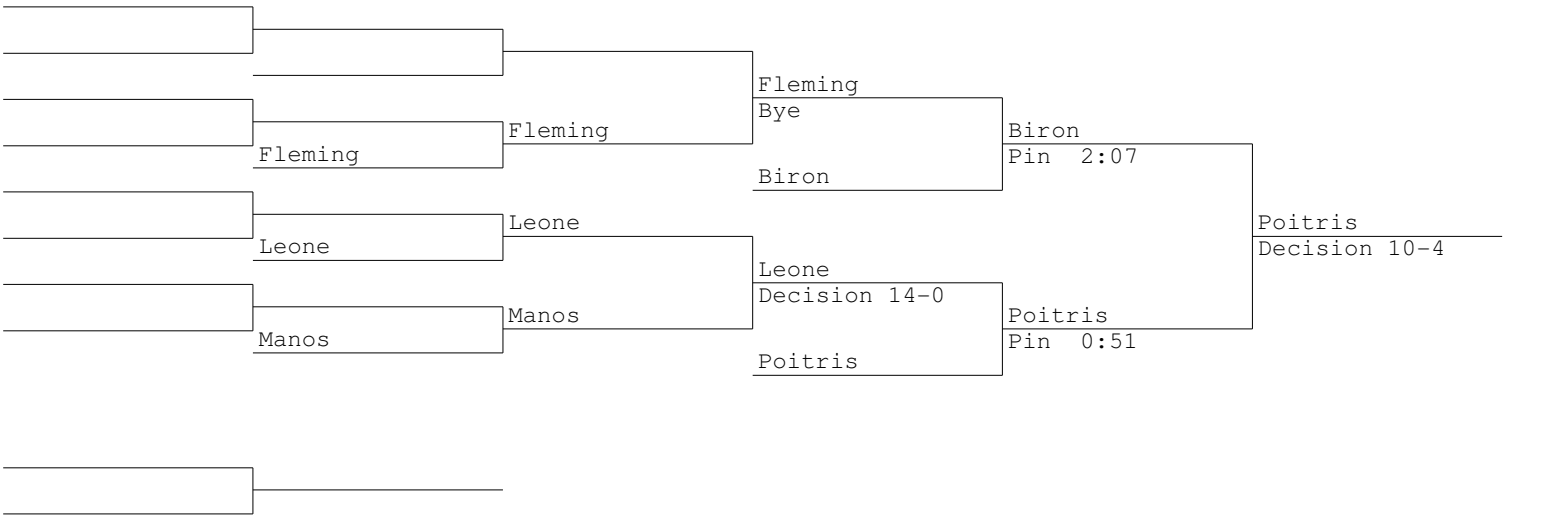 Fleming
Bye
Fleming
Biron
Pin 2:07
Fleming
Biron
Leone
Poitris
Decision 10-4
Leone
Leone
Decision 14-0
Manos
Poitris
Pin 0:51
Manos
Poitris